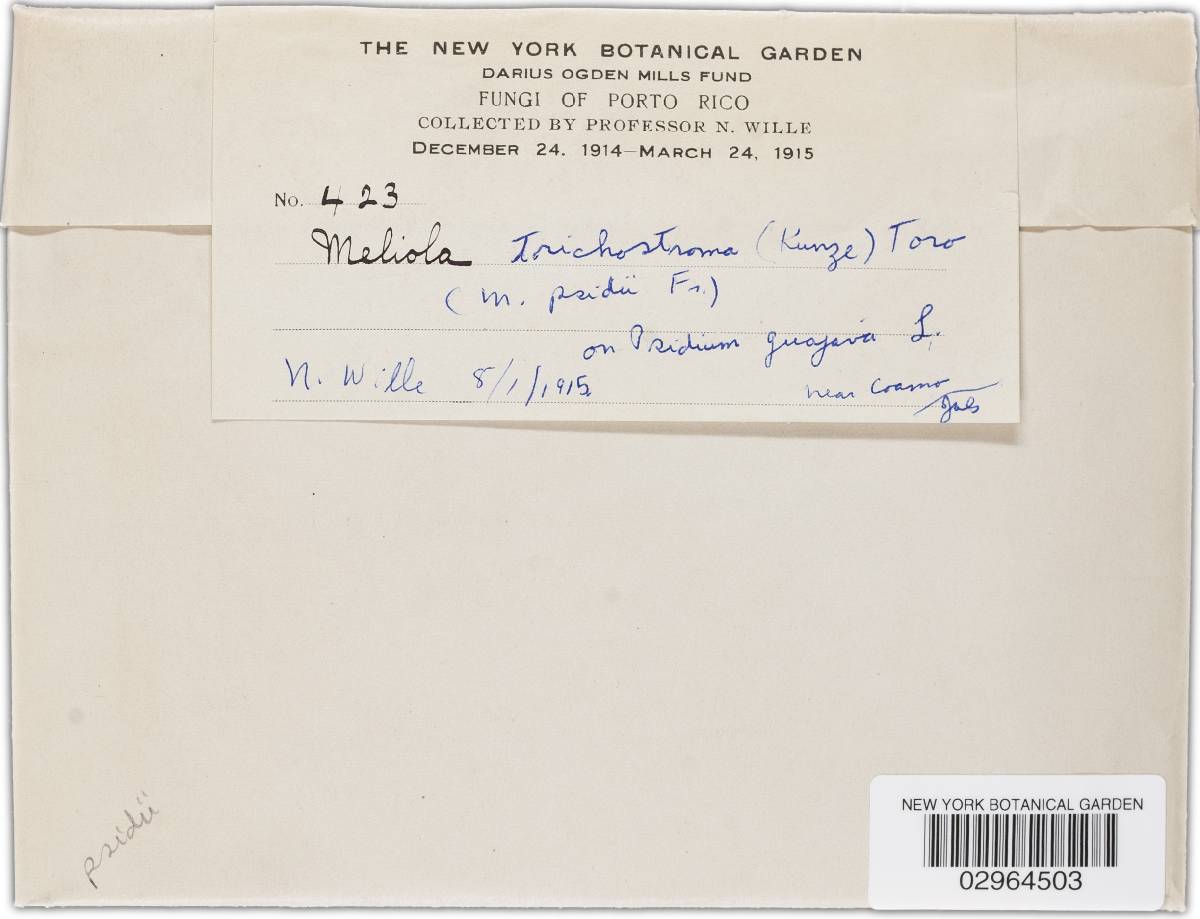 THE NEW YORK BOTANICAL GARDEN
DARIUS OGDEN MILLS FUND
FUNGI OF PORTO RICO
COLLECTED BY PROFESSOR N. WILLE
DECEMBER 24. 1914—MARCH 24, 1915
No. 423
Meliola trichostroma (Kunze) Toro
(M. psidii Fr.)
on Psidium guajava L.
N. Wille 8/1/1915 near Coamo
psidii
NEW YORK BOTANICAL GARDEN
02964503